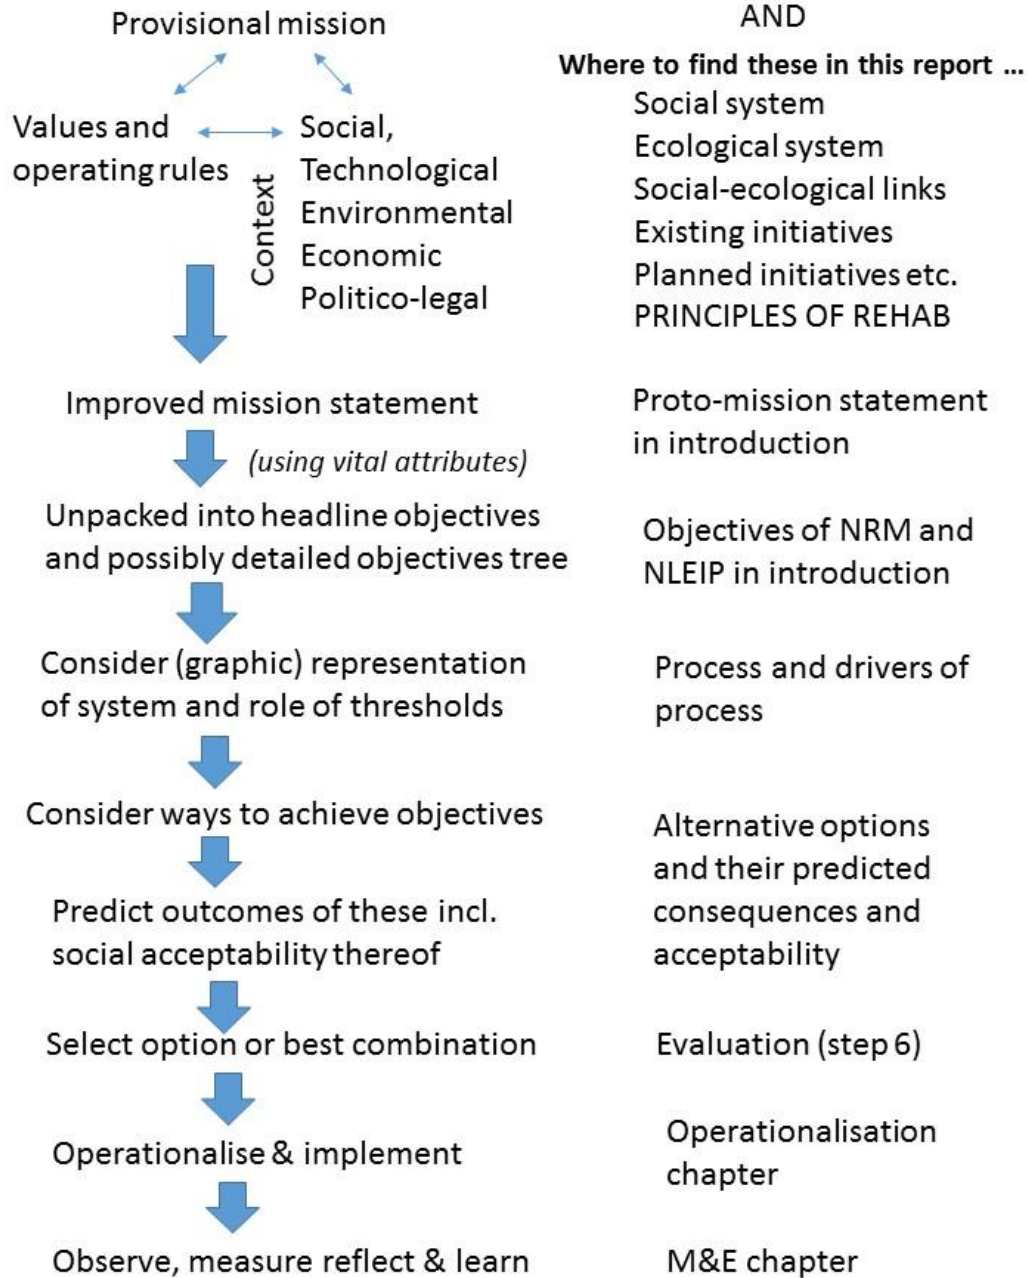 Provisional mission
AND
Where to find these in this report ...
Values and
operating rules
Context
Social,
Technological
Environmental
Economic
Politico-legal
Social system
Ecological system
Social-ecological links
Existing initiatives
Planned initiatives etc.
PRINCIPLES OF REHAB
Improved mission statement
Proto-mission statement
in introduction
(using vital attributes)
Unpacked into headline objectives
and possibly detailed objectives tree
Objectives of NRM and
NLEIP in introduction
Consider (graphic) representation
of system and role of thresholds
Process and drivers of
process
Consider ways to achieve objectives
Predict outcomes of these incl.
social acceptability thereof
Alternative options
and their predicted
consequences and
acceptability
Select option or best combination
Evaluation (step 6)
Operationalise & implement
Operationalisation
chapter
Observe, measure reflect & learn
M&E chapter